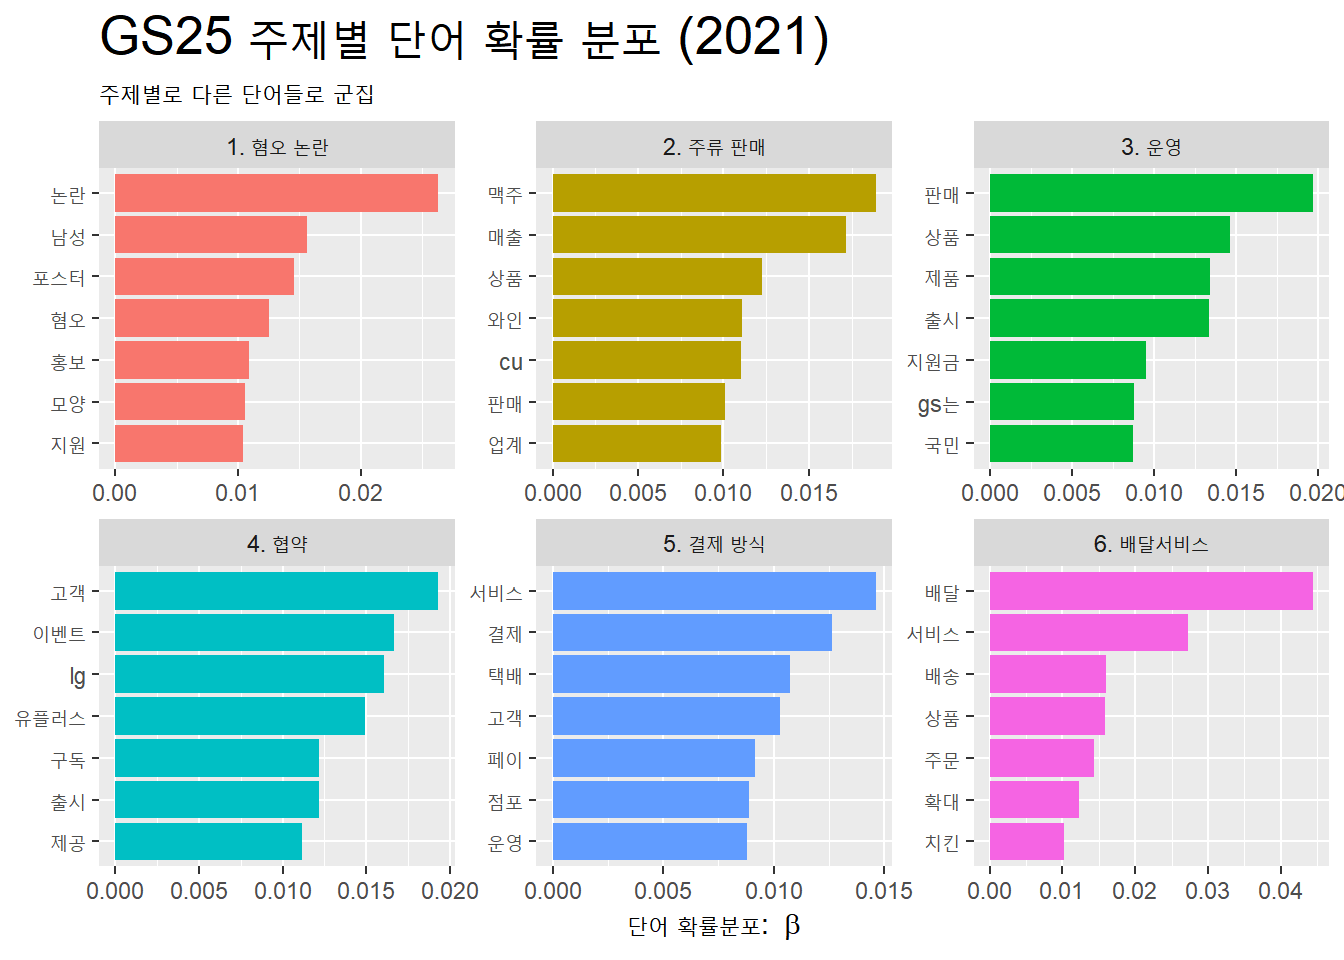 GS25 주제별 단어 확률 분포 (2021)
주제별로 다른 단어들로 군집
1. 혐오 논란
논란
남성
포스터
혐오
홍보
모양
지원
0.00 0.01 0.02
2. 주류 판매
맥주
매출
상품
와인
cu
판매
업계
0.000 0.005 0.010 0.015
3. 운영
판매
상품
제품
출시
지원금
gs는
국민
0.000 0.005 0.010 0.015 0.020
4. 협약
고객
이벤트
lg
유플러스
구독
출시
제공
0.000 0.005 0.010 0.015 0.020
5. 결제 방식
서비스
결제
택배
고객
페이
점포
운영
0.000 0.005 0.010 0.015
6. 배달서비스
배달
서비스
배송
상품
주문
확대
치킨
0.00 0.01 0.02 0.03 0.04
단어 확률분포: β